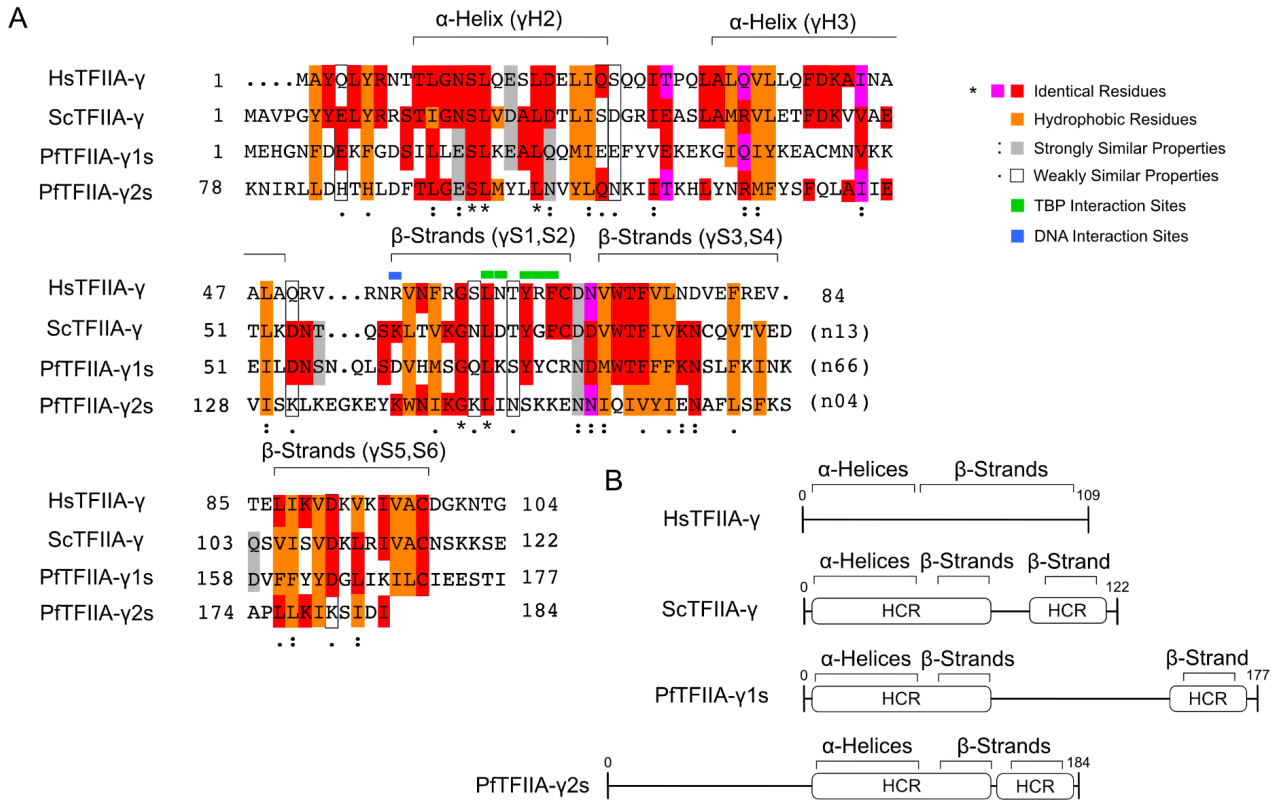 A
α-Helix (γH2) α-Helix (γH3)
HsTFIIA-γ 1 ....MAYQLYRNTTLGNSLQESLDELIQSQQITPQLALQVLLQFDKAINA
ScTFIIA-γ 1 MAVPGYYELYRRSTIGNSLVDALDTLISDGRIEASLAMRVLETFDKVVAE
PfTFIIA-γ1s 1 MEHGNFDEKFGDSILLESLKEALQQMIEEFYVEKEKGIQIYKEACMNVKK
PfTFIIA-γ2s 78 KNIRLLDHTHLDFTLGESLMYLLNVYLQNKIITKHLYNRMFYSFQLAIIE
. . : : * * * : : . : : : :
* Identical Residues
Hydrophobic Residues
: Strongly Similar Properties
. Weakly Similar Properties
TBP Interaction Sites
DNA Interaction Sites
β-Strands (γS1,S2) β-Strands (γS3,S4)
HsTFIIA-γ 47 ALAQRV...RNRVNFRGSLNTYRFCDNVWTFVLNDVEFREV. 84
ScTFIIA-γ 51 TLKDNT...QSKLTVKGNLDTYGFCDDVWTFIVKNCQVTVED (n13)
PfTFIIA-γ1s 51 EILDNSN.QLSDVHMSGQLKSYYCRNDMWTFFFKNSLFKINK (n66)
PfTFIIA-γ2s 128 VISKLKEGKEYKWNIKGKLINSKKENNIQIVYIENAFLSFKS (n04)
: . . * . * . : : : . . : : .
β-Strands (γS5,S6)
HsTFIIA-γ 85 TELIKVDKVKIVACDGKNTG 104
ScTFIIA-γ 103 QSVISVDKLRIVACNSKKSE 122
PfTFIIA-γ1s 158 DVFFYYDGLIKILCIEESTI 177
PfTFIIA-γ2s 174 APLLKIKSIDI 184
. : . :
B
α-Helices β-Strands
0 109
HsTFIIA-γ
α-Helices β-Strands β-Strand
0 122
ScTFIIA-γ HCR HCR
α-Helices β-Strands β-Strand
0 177
PfTFIIA-γ1s HCR HCR
α-Helices β-Strands
0 184
PfTFIIA-γ2s HCR HCR